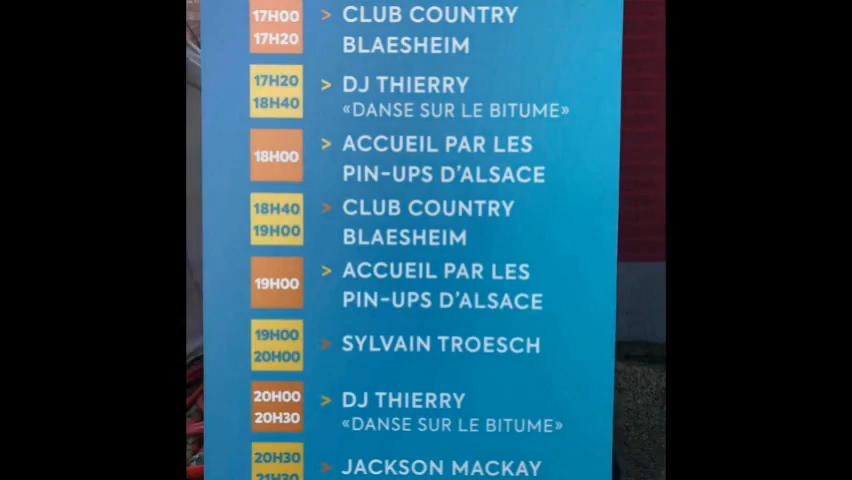 17H00 > CLUB COUNTRY
17H20 BLAESHEIM
17H20 > DJ THIERRY
18H40 «DANSE SUR LE BITUME»
18H00 > ACCUEIL PAR LES
PIN-UPS D'ALSACE
18H40 > CLUB COUNTRY
19H00 BLAESHEIM
19H00 > ACCUEIL PAR LES
PIN-UPS D'ALSACE
19H00 > SYLVAIN TROESCH
20H00
20H00 > DJ THIERRY
20H30 «DANSE SUR LE BITUME»
20H30 > JACKSON MACKAY
21H30